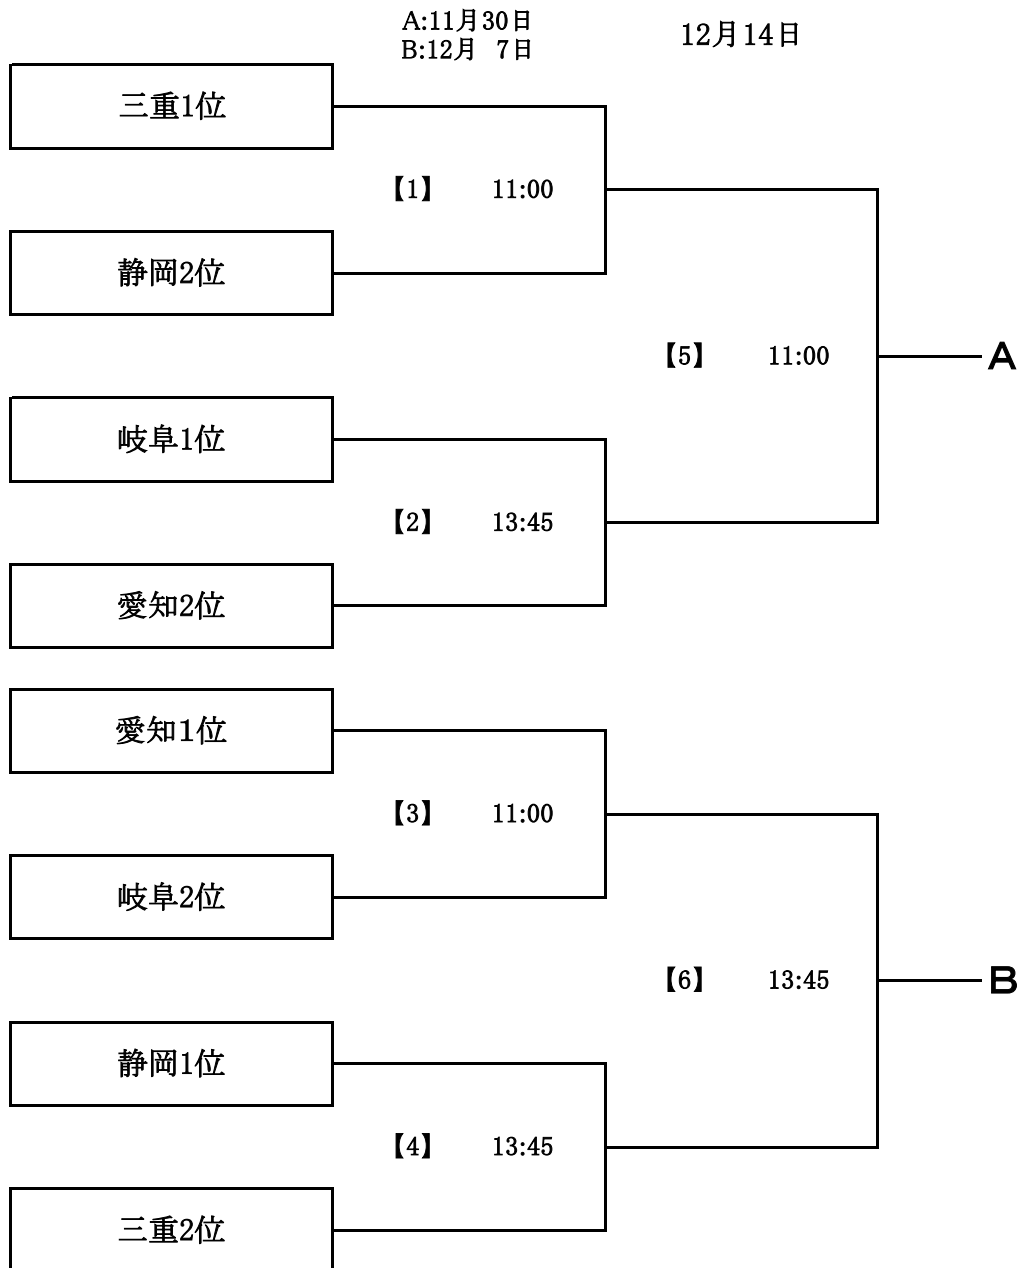 A:11月30日
B:12月 7日
12月14日
三重1位
【1】 11:00
静岡2位
【5】 11:00
A
岐阜1位
【2】 13:45
愛知2位
愛知１位
【3】 11:00
岐阜2位
【6】 13:45
B
静岡1位
【4】 13:45
三重2位